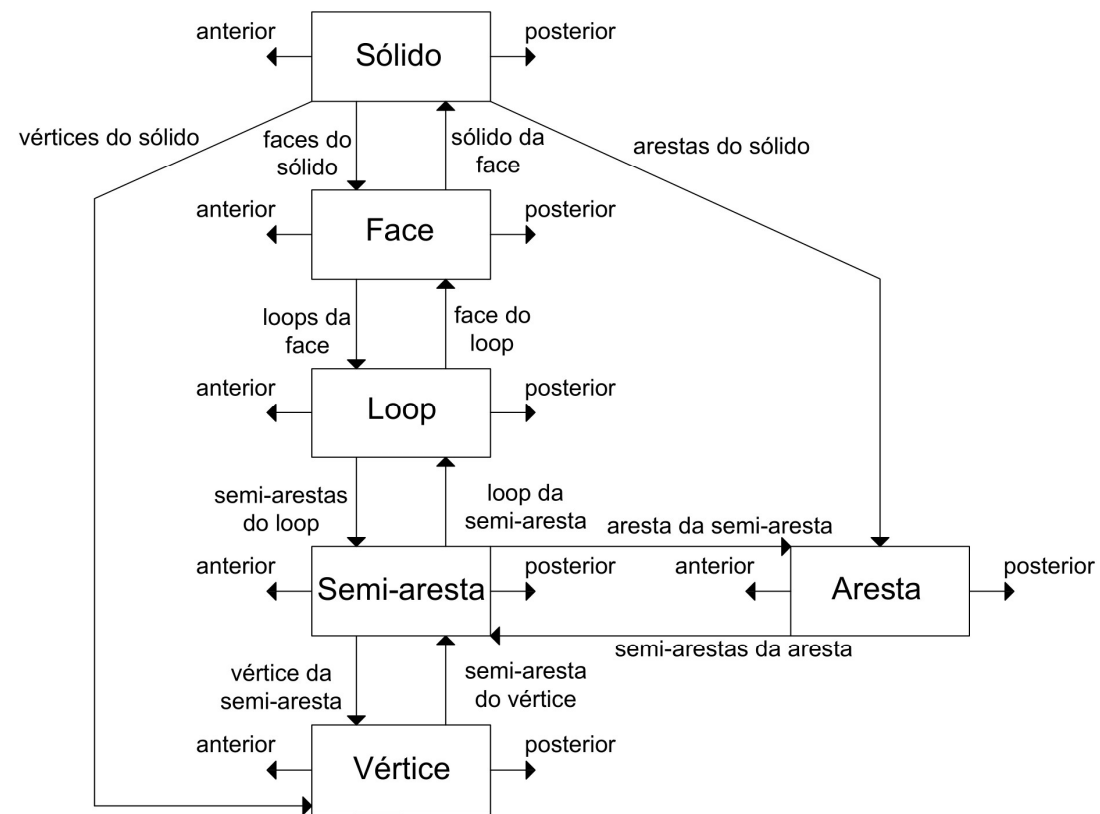 anterior
Sólido
posterior
vértices do sólido
faces do
sólido
sólido da
face
arestas do sólido
anterior
Face
posterior
loops da
face
face do
loop
anterior
Loop
posterior
semi-arestas
do loop
loop da
semi-aresta
aresta da semi-aresta
anterior
Semi-aresta
posterior
anterior
Aresta
posterior
semi-arestas da aresta
vértice da
semi-aresta
semi-aresta
do vértice
anterior
Vértice
posterior